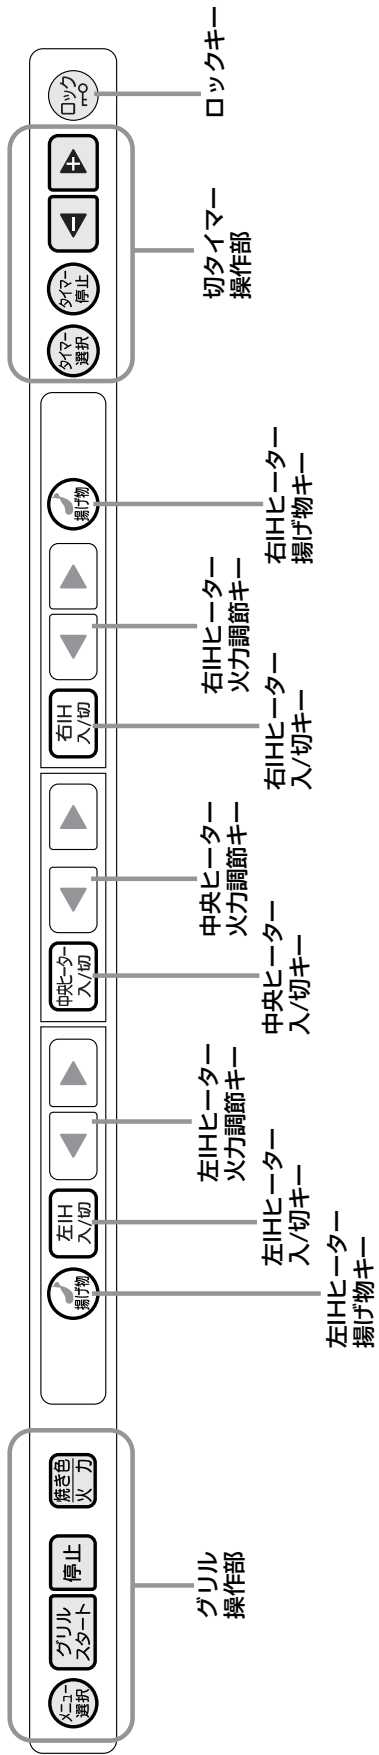 メニュー
選択
グリル
スタート
停止
焼き色
火 力
揚げ物
左IH
入/切
中央ヒーター
入/切
右IH
入/切
揚げ物
タイマー
選択
タイマー
停止
−
+
ロック
グリル
操作部
左IHヒーター
揚げ物キー
左IHヒーター
入/切キー
左IHヒーター
火力調節キー
中央ヒーター
入/切キー
中央ヒーター
火力調節キー
右IHヒーター
入/切キー
右IHヒーター
火力調節キー
右IHヒーター
揚げ物キー
切タイマー
操作部
ロックキー